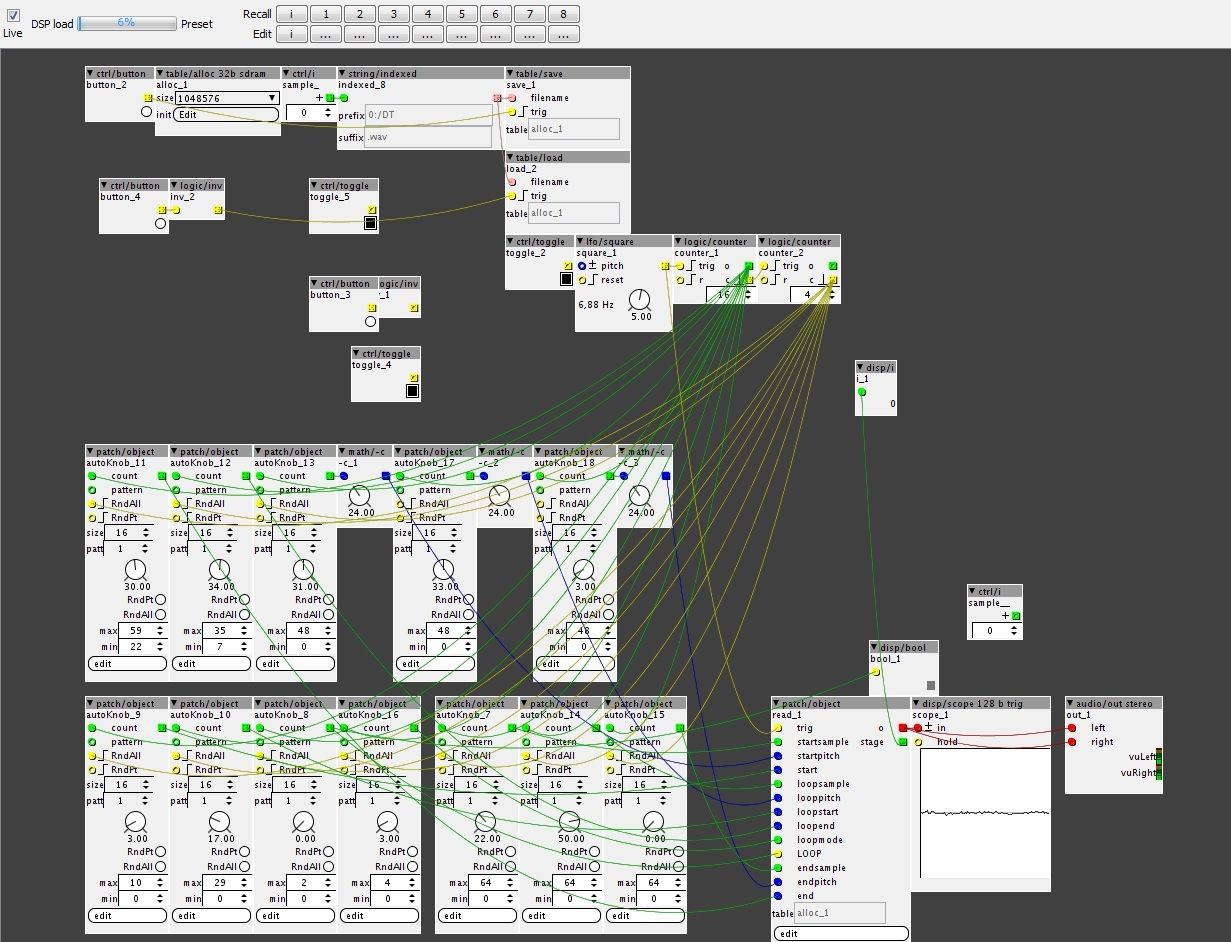 Live
DSP load 6% Preset
Recall i 1 2 3 4 5 6 7 8
Edit i ... ... ... ... ... ... ... ...
ctrl/button table/alloc 32b sdram ctrl/i string/indexed table/save
button_2 alloc_1 sample_ indexed_8 save_1
size 1048576 + filename
init Edit 0 prefix 0:/DT trig
suffix .wav table alloc_1
table/load
load_2
filename
trig
table alloc_1
ctrl/button logic/inv ctrl/toggle
button_4 inv_2 toggle_5
ctrl/toggle lfo/square logic/counter logic/counter
toggle_2 square_1 counter_1 counter_2
± pitch trig o trig o
reset r c r c
6,88 Hz 5.00 16 4
ctrl/button ogic/inv
button_3 _1
ctrl/toggle
toggle_4
disp/i
i_1
0
patch/object patch/object patch/object math/-c patch/object math/-c patch/object math/-c
autoKnob_11 autoKnob_12 autoKnob_13 -c_1 autoKnob_17 -c_2 autoKnob_18 -c_3
count count count count count
pattern pattern pattern pattern pattern
RndAll RndAll RndAll 24.00 RndAll 24.00 RndAll 24.00
RndPt RndPt RndPt RndPt RndPt
size 16 size 16 size 16 size 16 size 16
patt 1 patt 1 patt 1 patt 1 patt 1
30.00 34.00 31.00 33.00 3.00
RndPt RndPt RndPt RndPt RndPt
RndAll RndAll RndAll RndAll RndAll
max 59 max 35 max 48 max 48 max 48
min 22 min 7 min 0 min 0 min 0
edit edit edit edit edit
ctrl/i
sample__
+
0
disp/bool
bool_1
patch/object patch/object patch/object patch/object patch/object patch/object patch/object
autoKnob_9 autoKnob_10 autoKnob_8 autoKnob_16 autoKnob_7 autoKnob_14 autoKnob_15
count count count count count count count
pattern pattern pattern pattern pattern pattern pattern
RndAll RndAll RndAll RndAll RndAll RndAll RndAll
RndPt RndPt RndPt RndPt RndPt RndPt RndPt
size 16 size 16 size 16 size 16 size 16 size 16 size 16
patt 1 patt 1 patt 1 patt 1 patt 1 patt 1 patt 1
3.00 17.00 0.00 3.00 22.00 50.00 0.00
RndPt RndPt RndPt RndPt RndPt RndPt RndPt
RndAll RndAll RndAll RndAll RndAll RndAll RndAll
max 10 max 29 max 2 max 4 max 64 max 64 max 64
min 0 min 0 min 0 min 0 min 0 min 0 min 0
edit edit edit edit edit edit edit
patch/object disp/scope 128 b trig audio/out stereo
read_1 scope_1 out_1
trig o ± in left
startsample stage hold right
startpitch vuLeft
start vuRight
loopsample
looppitch
loopstart
loopend
loopmode
LOOP
endsample
endpitch
end
table alloc_1
edit